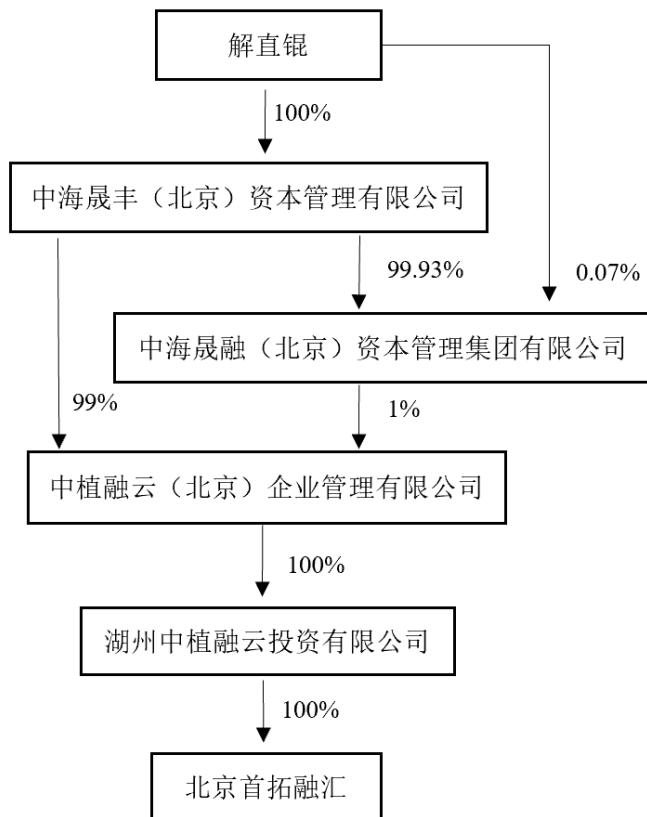 解直锟
100%
中海晟丰（北京）资本管理有限公司
99.93%
0.07%
中海晟融（北京）资本管理集团有限公司
99%
1%
中植融云（北京）企业管理有限公司
100%
湖州中植融云投资有限公司
100%
北京首拓融汇